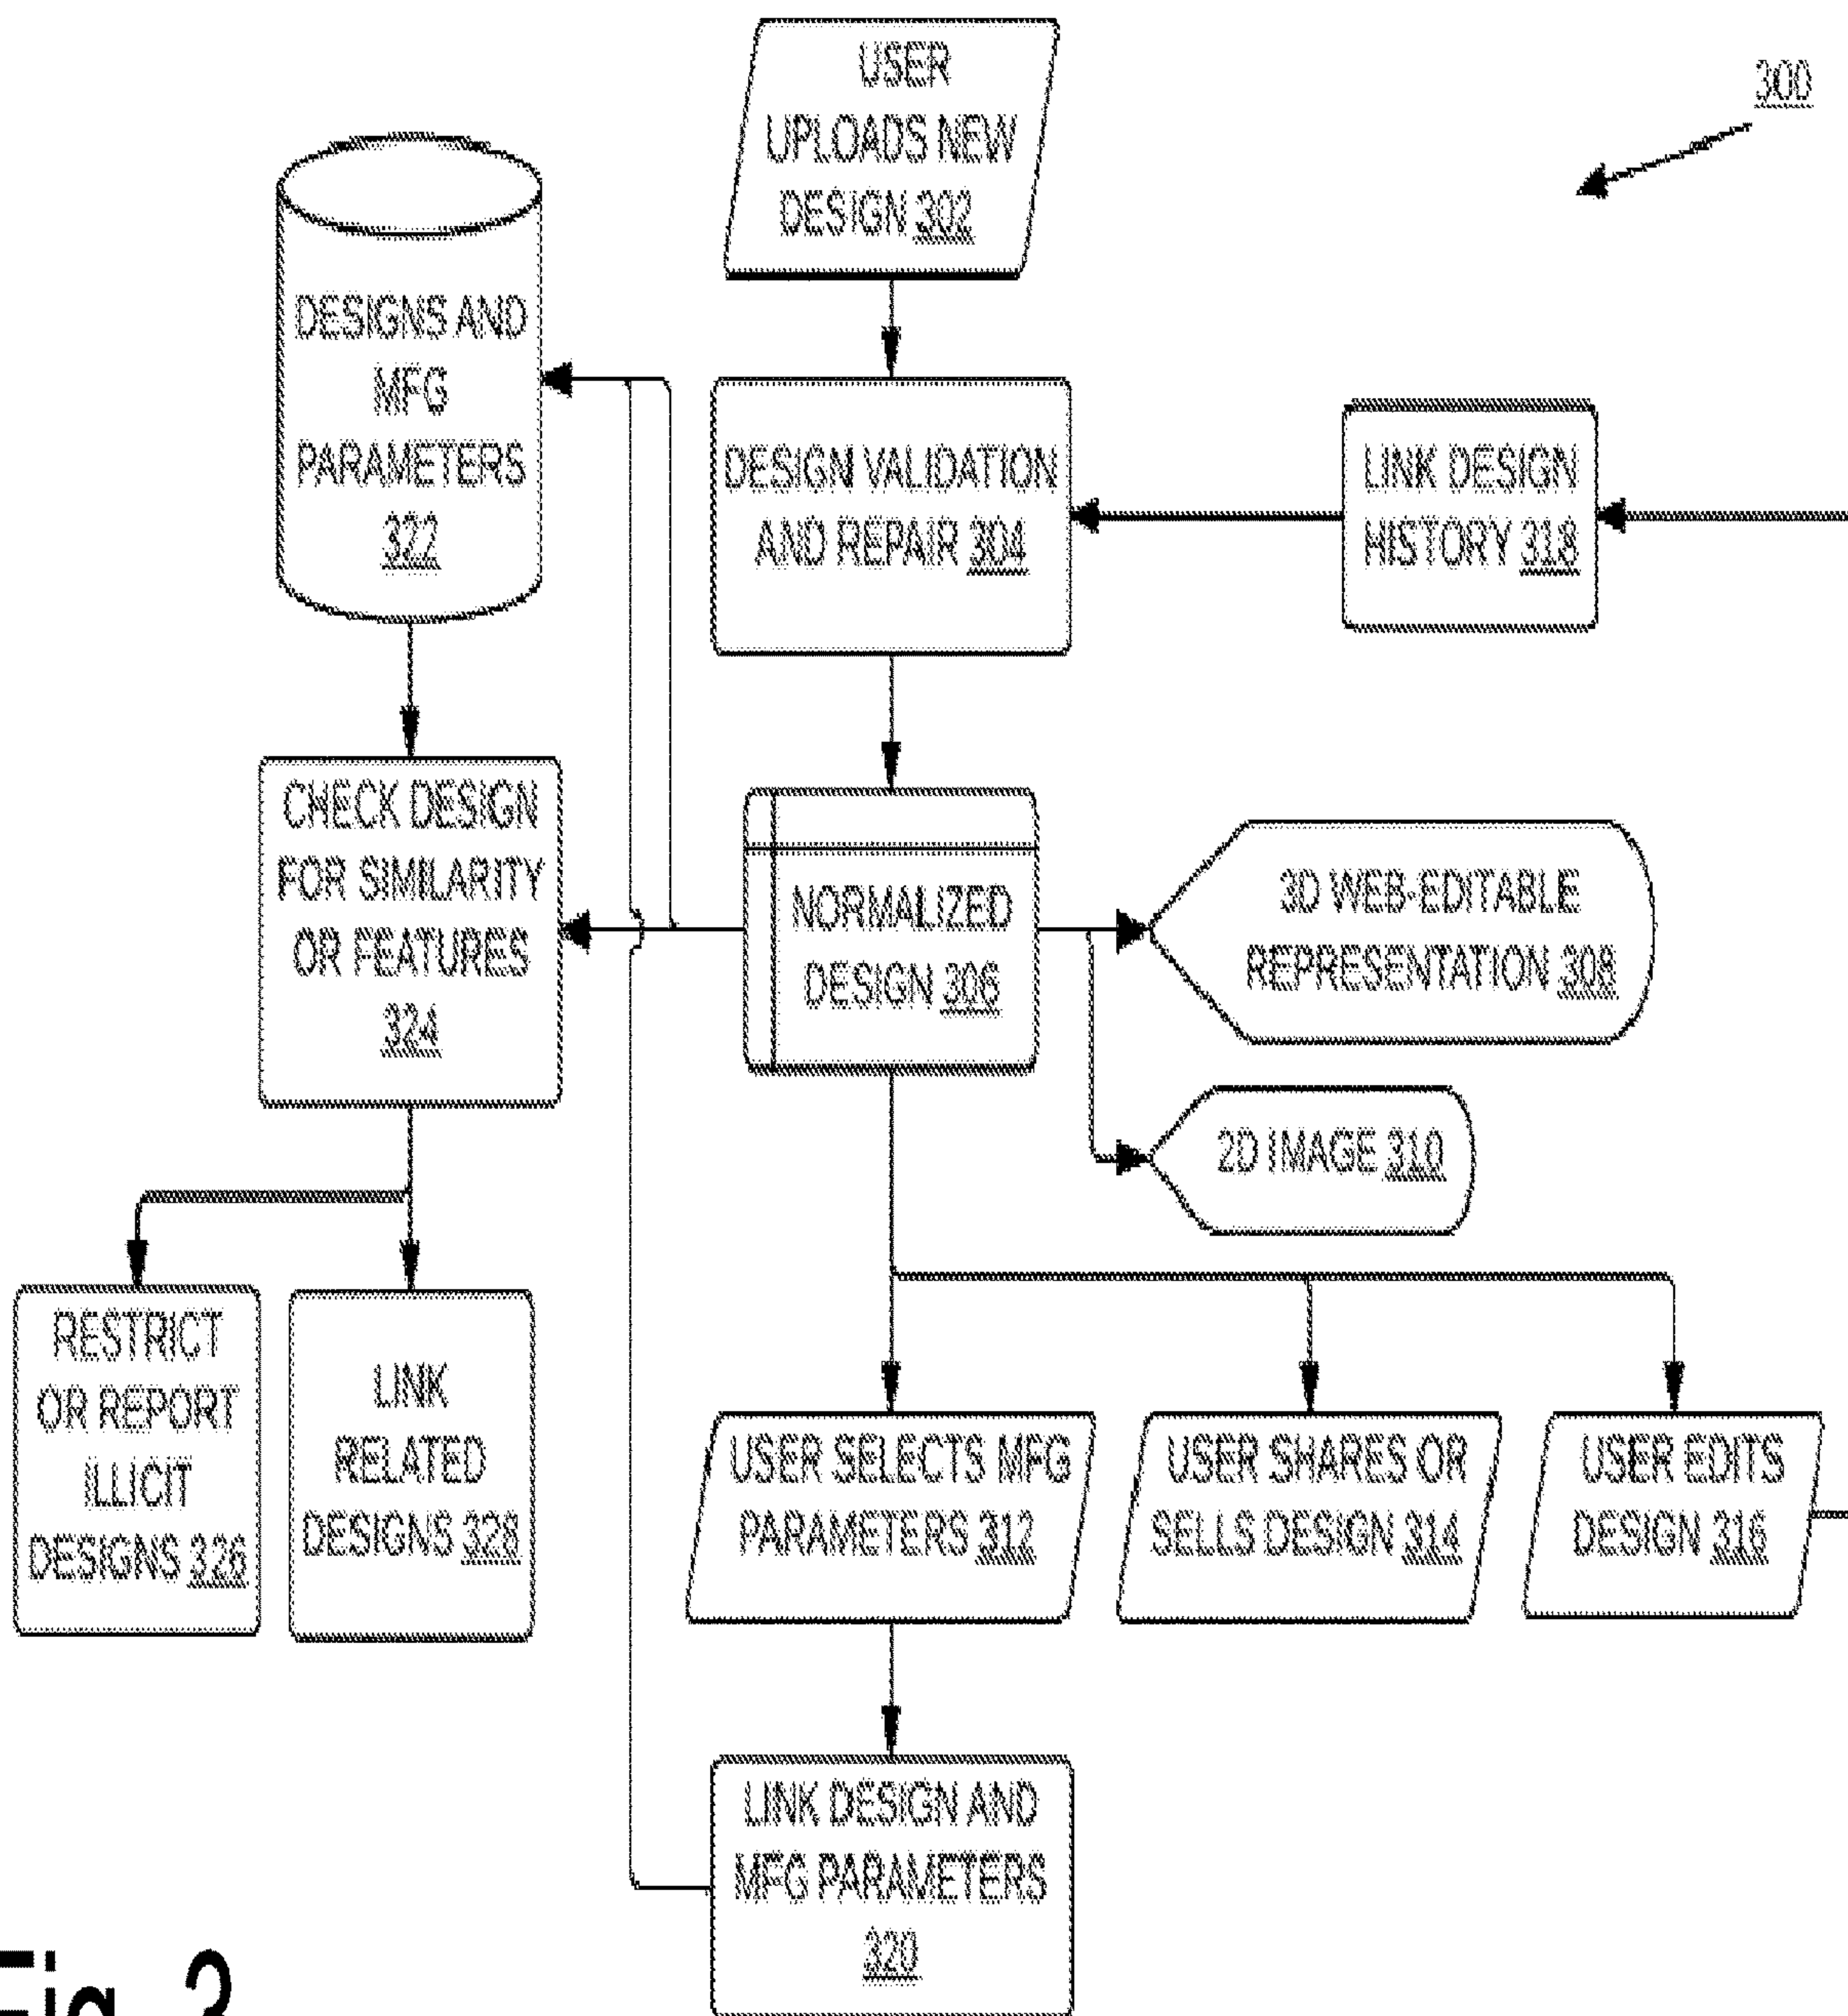 300
USER
UPLOADS NEW
DESIGN 302
DESIGNS AND
MFG
PARAMETERS
322
DESIGN VALIDATION
AND REPAIR 304
LINK DESIGN
HISTORY 318
CHECK DESIGN
FOR SIMILARITY
OR FEATURES
324
NORMALIZED
DESIGN 306
3D WEB-EDITABLE
REPRESENTATION 308
2D IMAGE 310
RESTRICT
OR REPORT
ILLICIT
DESIGNS 326
LINK
RELATED
DESIGNS 328
USER SELECTS MFG
PARAMETERS 312
USER SHARES OR
SELLS DESIGN 314
USER EDITS
DESIGN 316
LINK DESIGN AND
MFG PARAMETERS
320
Fig. 3